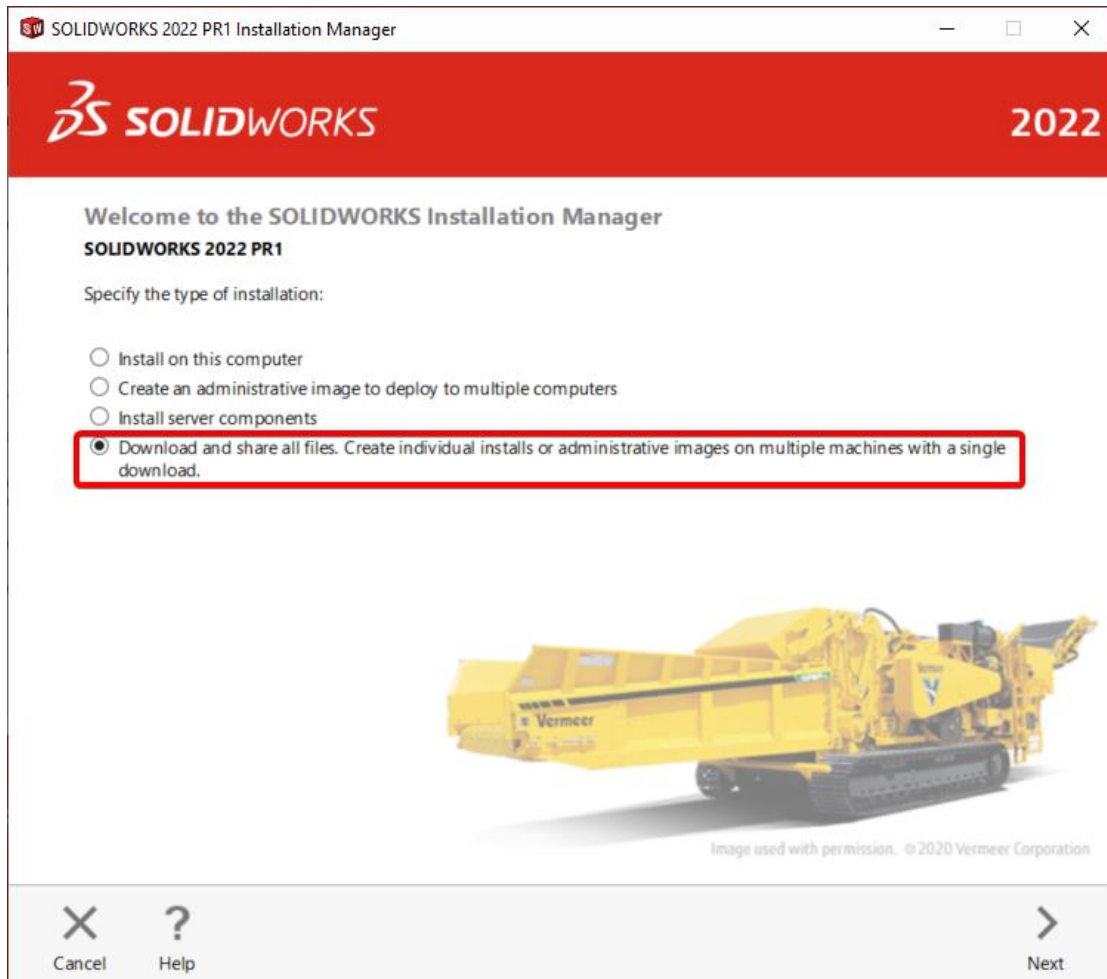 SOLIDWORKS 2022 PR1 Installation Manager
SOLIDWORKS
2022
Welcome to the SOLIDWORKS Installation Manager
SOLIDWORKS 2022 PR1
Specify the type of installation:
Install on this computer
Create an administrative image to deploy to multiple computers
Install server components
Download and share all files. Create individual installs or administrative images on multiple machines with a single
download.
Vermeer
Vermeer
Image used with permission. © 2020 Vermeer Corporation
Cancel
Help
Next